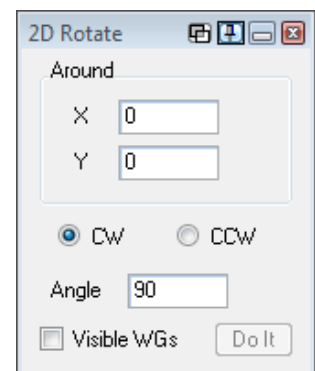 2D Rotate
Around
X 0
Y 0
CW CCW
Angle 90
Visible WGs Do It